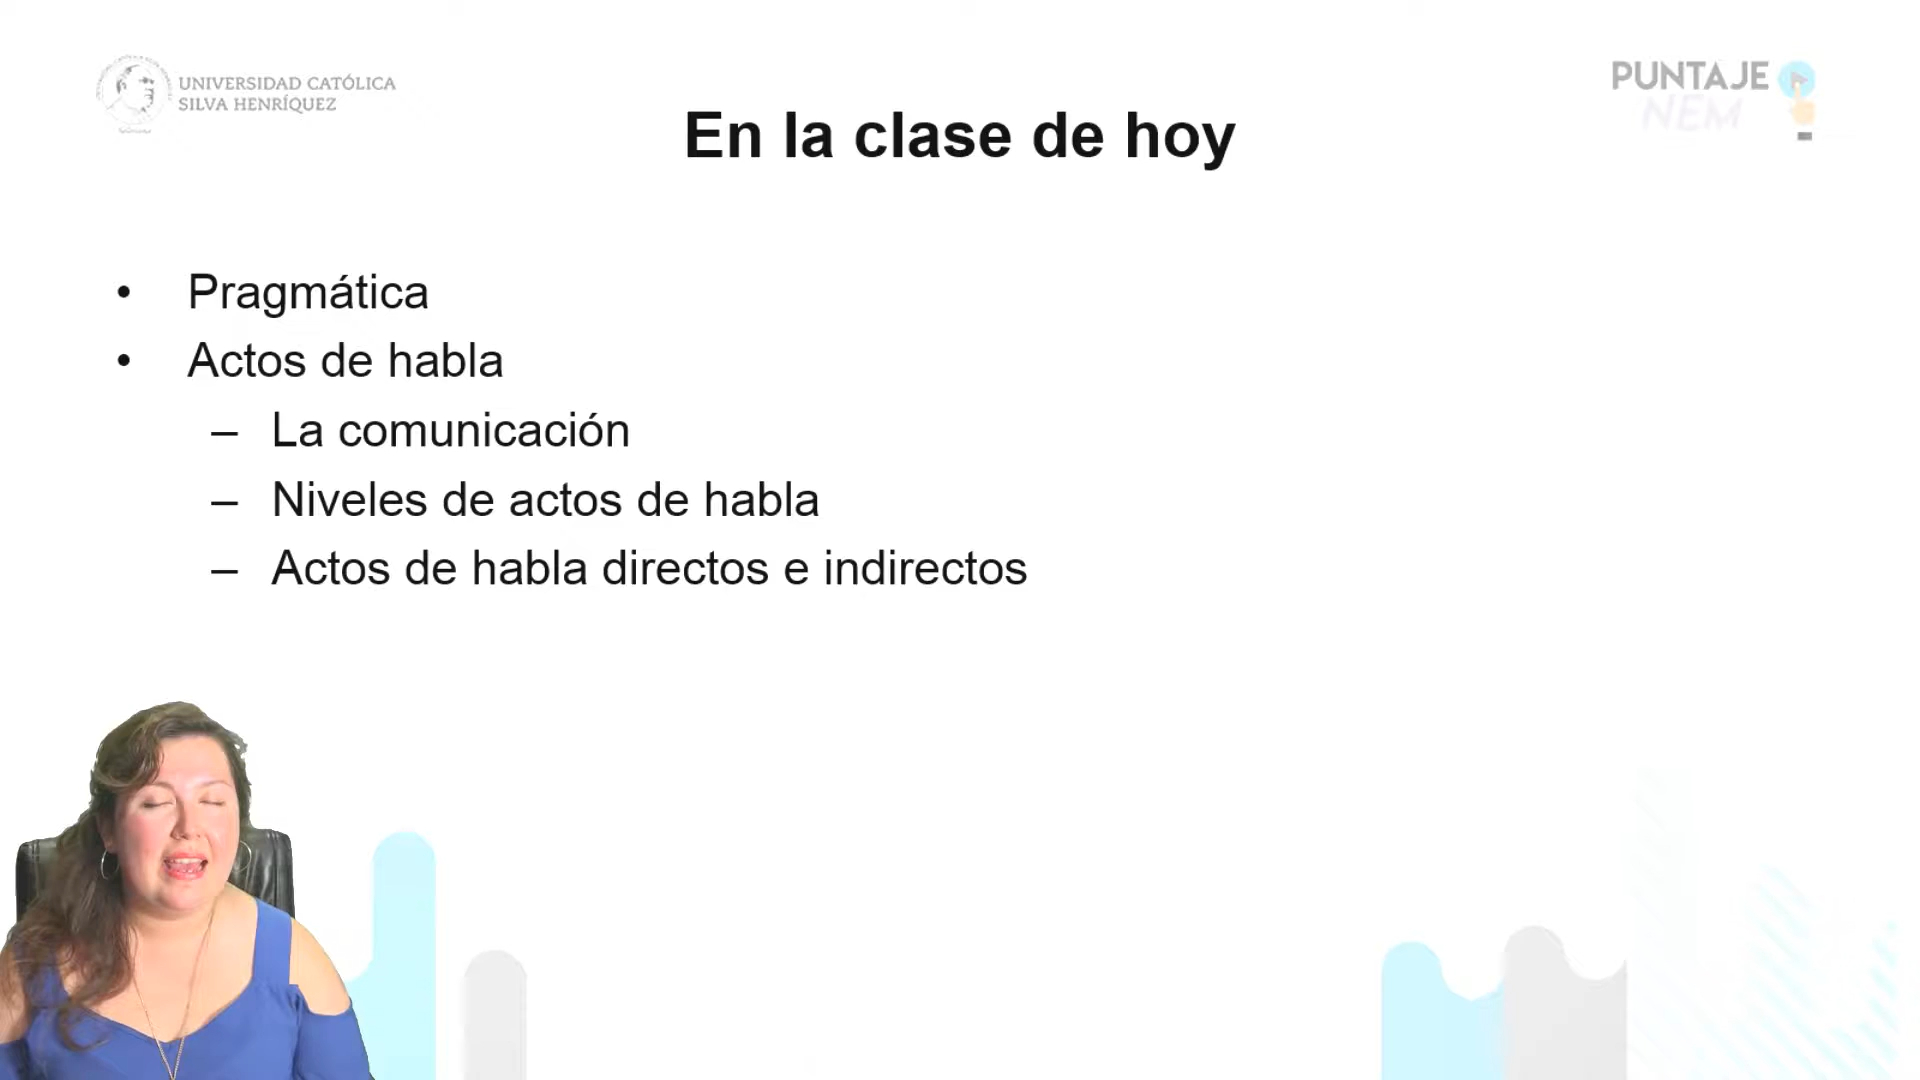 UNIVERSIDAD CATÓLICA
SILVA HENRÍQUEZ
PUNTAJE
NEM
En la clase de hoy
• Pragmática
• Actos de habla
– La comunicación
– Niveles de actos de habla
– Actos de habla directos e indirectos